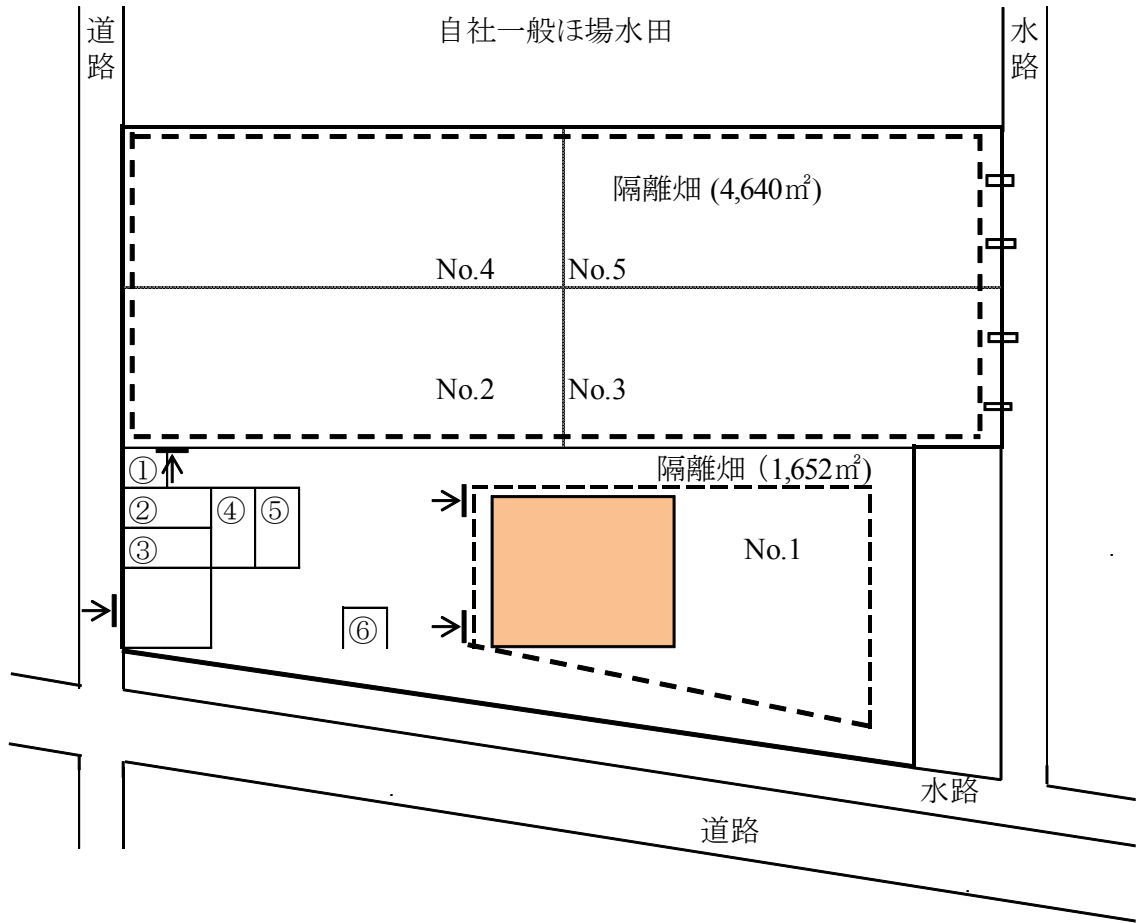 道路
自社一般ほ場水田
水路
隔離畑 (4,640㎡)
No.4
No.5
No.2
No.3
①
隔離畑 (1,652㎡)
②
④
⑤
③
No.1
⑥
水路
道路